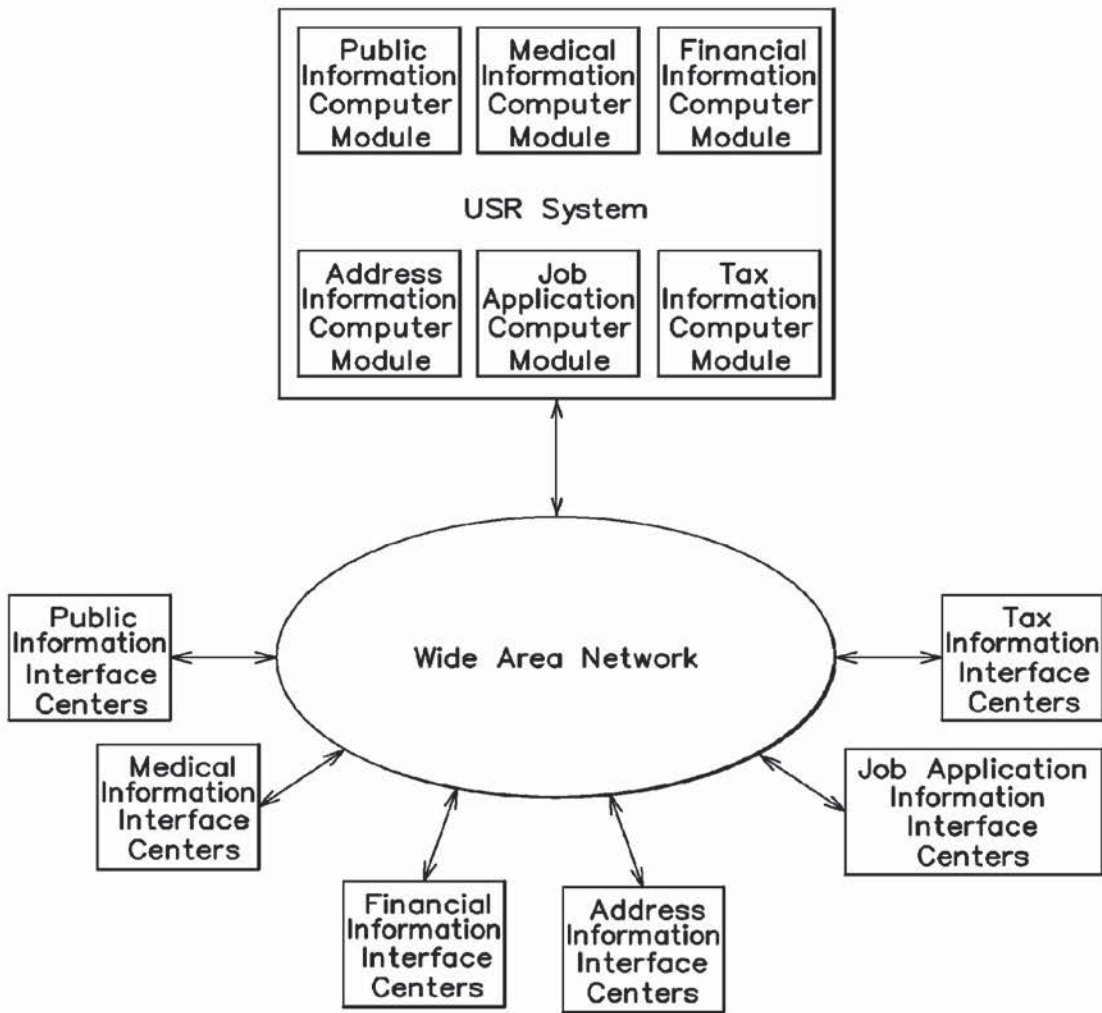 Public
Information
Computer
Module
Medical
Information
Computer
Module
Financial
Information
Computer
Module
USR System
Address
Information
Computer
Module
Job
Application
Computer
Module
Tax
Information
Computer
Module
Wide Area Network
Public
Information
Interface
Centers
Medical
Information
Interface
Centers
Financial
Information
Interface
Centers
Address
Information
Interface
Centers
Job Application
Information
Interface
Centers
Tax
Information
Interface
Centers